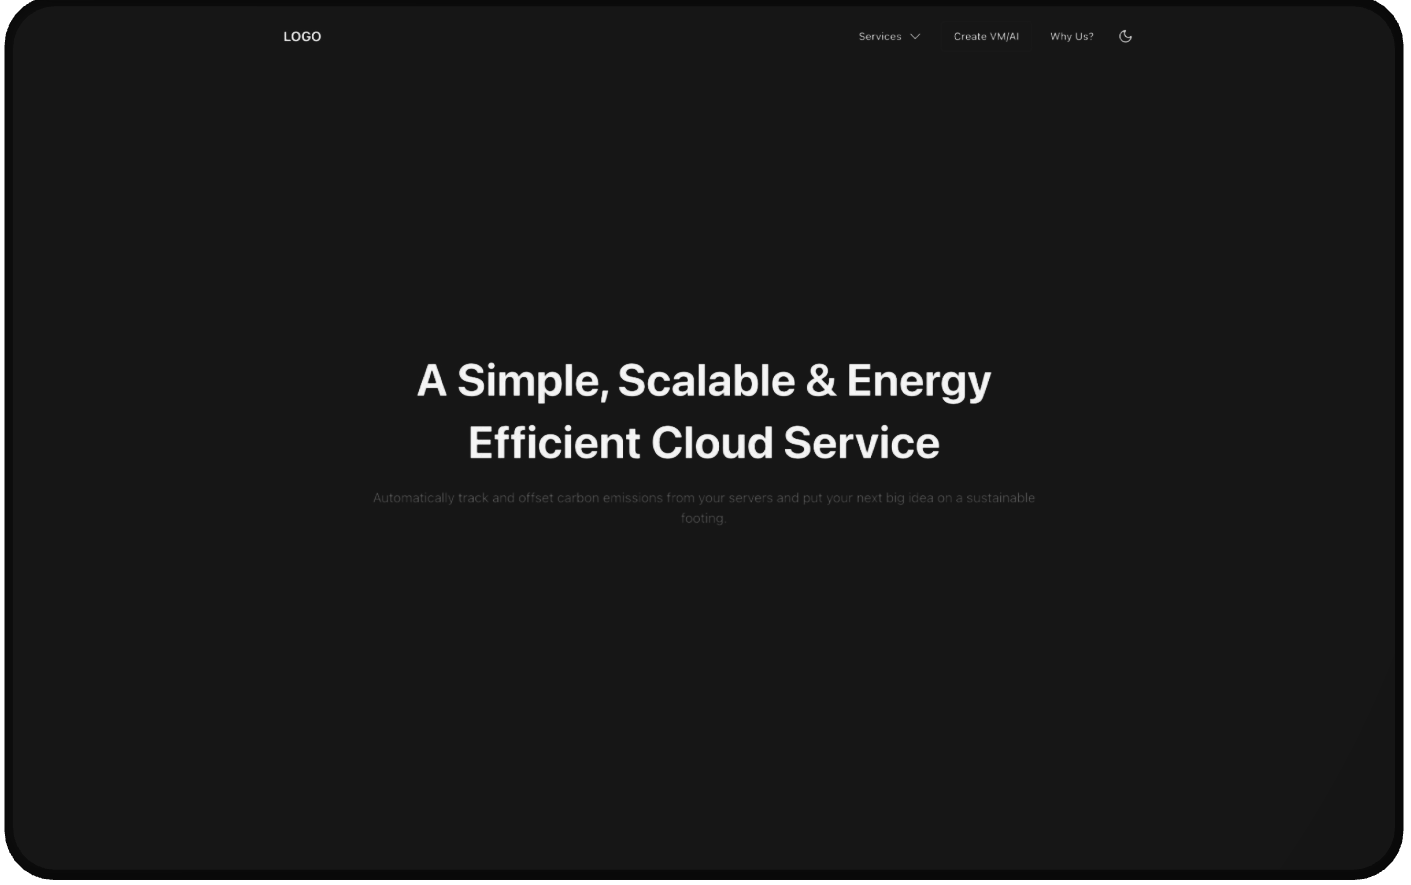 LOGO
Services
Create VM/AI
Why Us?
A Simple, Scalable & Energy
Efficient Cloud Service
Automatically track and offset carbon emissions from your servers and put your next big idea on a sustainable
footing.